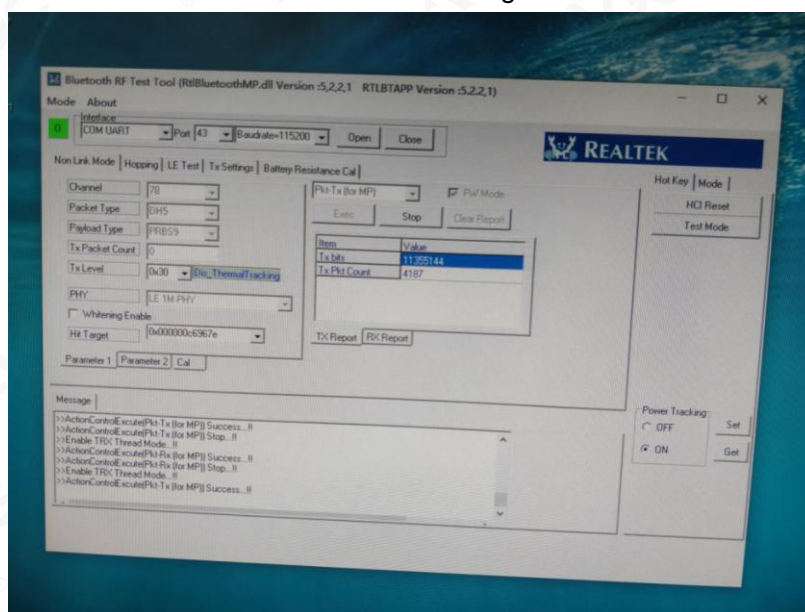 Bluetooth RF Test Tool (RtlBluetoothMP.dll Version :5,2,2,1 RTLBTAPP Version :5.2.2,1)
Mode About
Interface
0 COM UART Port 43 Baudrate=115200 Open Close
REALTEK
Non Link Mode Hopping LE Test Tx Settings Battery Resistance Cal
Hot Key Mode
HCI Reset
Test Mode
Channel 78
Packet Type DH5
Payload Type PRBS9
Tx Packet Count 0
Tx Level 0x30 Dis_ThermalTracking
PHY LE 1M PHY
Whitening Enable
Hit Target 0x000000c6967e
Parameter 1 Parameter 2 Cal
Pkt-Tx (for MP) FW Mode
Exec Stop Clear Report
Item Value
Tx bits 11355144
Tx Pkt Count 4187
TX Report RX Report
Message
>>ActionControlExcute(Pkt-Tx (for MP)) Success...!!
>>ActionControlExcute(Pkt-Tx (for MP)) Stop...!!
>>Enable TRX Thread Mode...!!
>>ActionControlExcute(Pkt-Rx (for MP)) Success...!!
>>ActionControlExcute(Pkt-Rx (for MP)) Stop...!!
>>Enable TRX Thread Mode...!!
>>ActionControlExcute(Pkt-Tx (for MP)) Success...!!
Power Tracking
OFF Set
ON Get